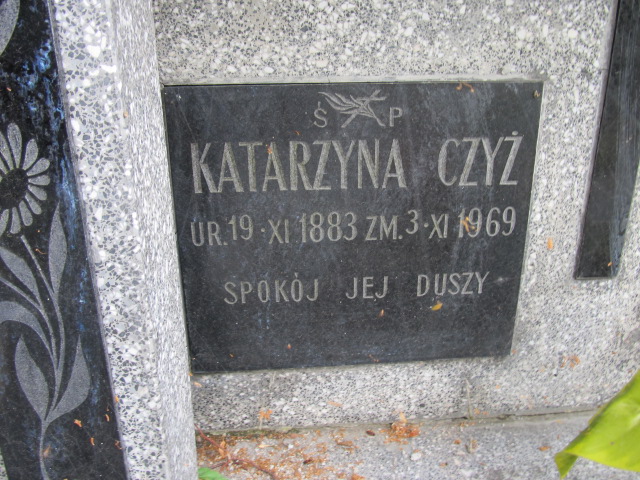 Ś P
KATARZYNA CZYŻ
UR. 19·XI 1883 ZM. 3·XI 1969
SPOKÓJ JEJ DUSZY